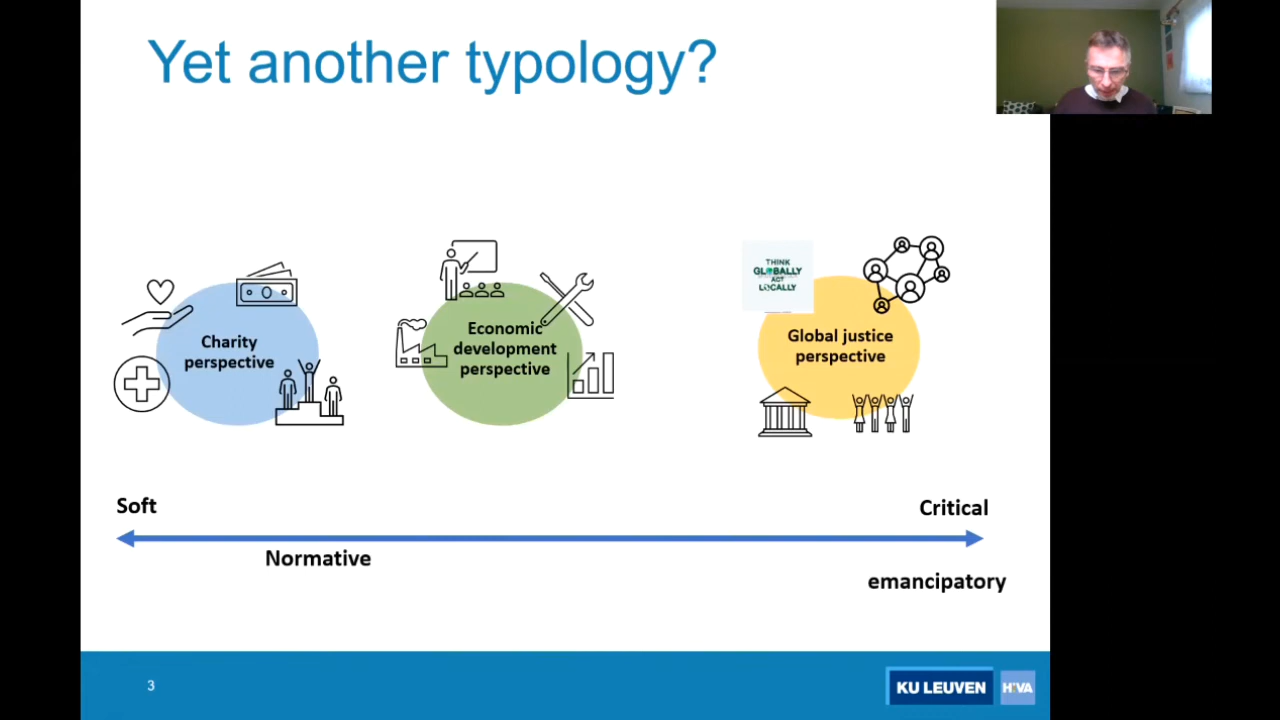 Yet another typology?
THINK
GLOBALLY
ACT
LOCALLY
Charity
perspective
Economic
development
perspective
Global justice
perspective
Soft
Critical
Normative
emancipatory
3
KU LEUVEN
HIVA